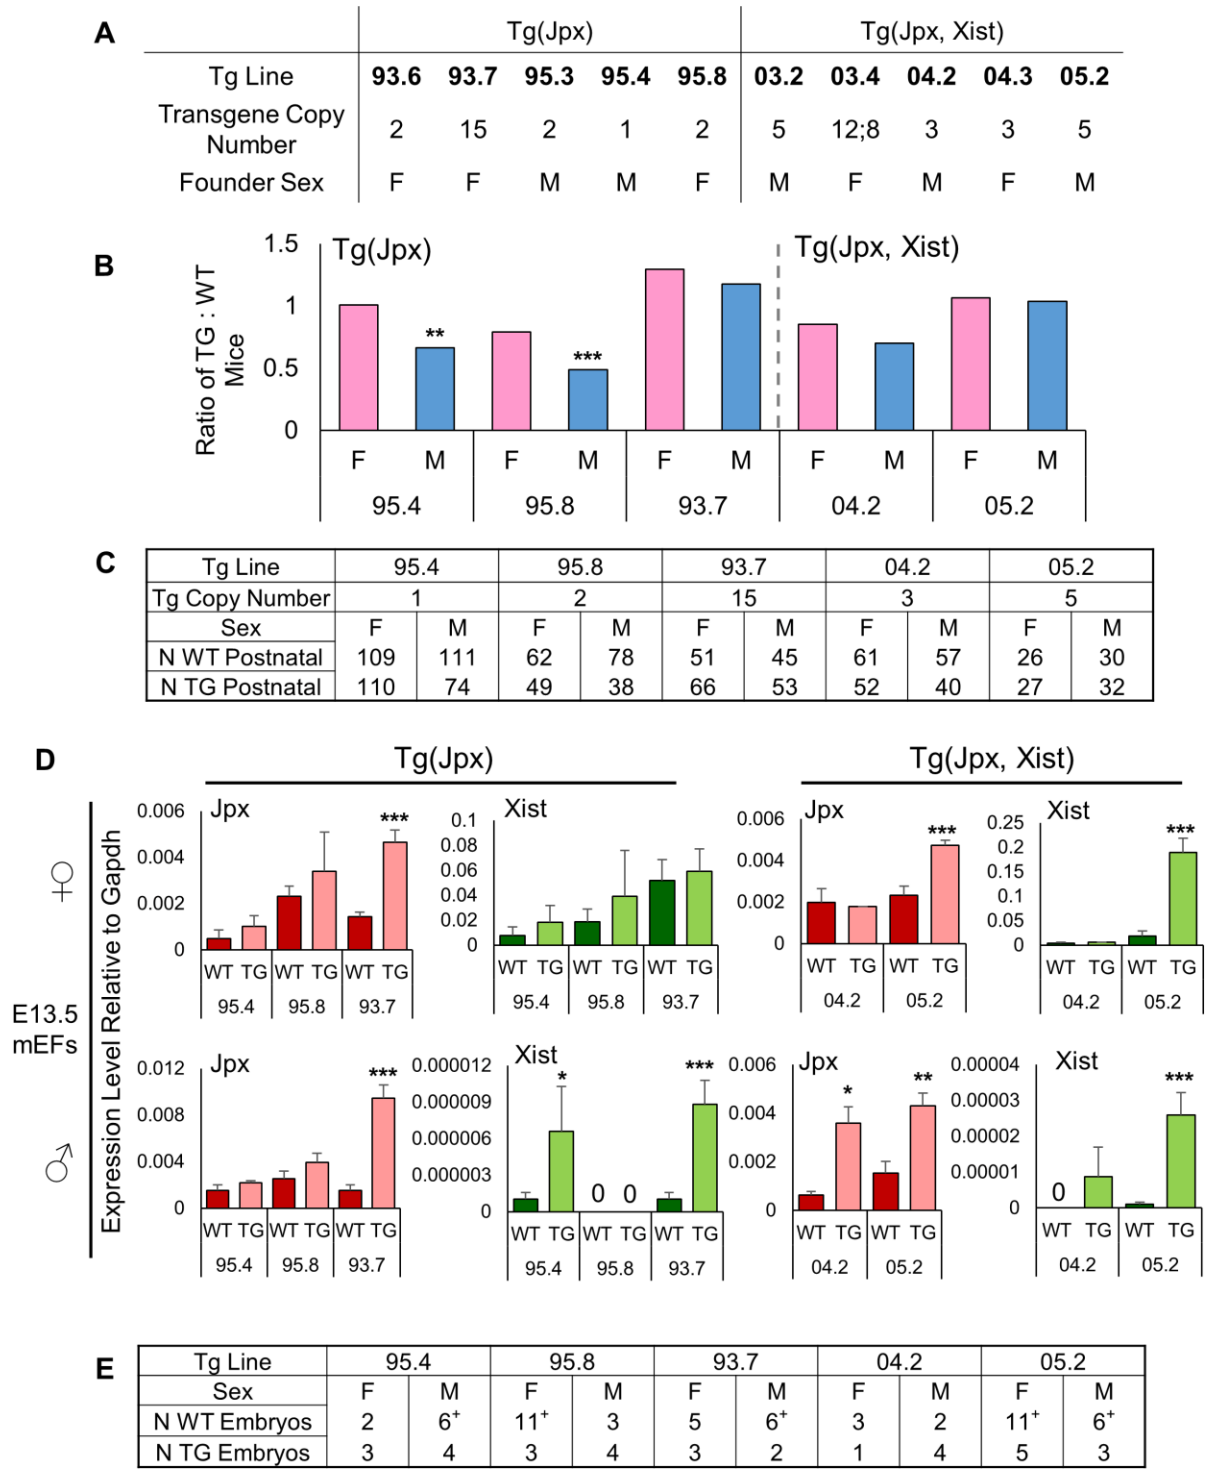 A
Tg(Jpx) Tg(Jpx, Xist)
Tg Line 93.6 93.7 95.3 95.4 95.8 03.2 03.4 04.2 04.3 05.2
Transgene Copy
Number 2 15 2 1 2 5 12;8 3 3 5
Founder Sex F F M M F M F M F M
B
Tg(Jpx) Tg(Jpx, Xist)
Ratio of TG : WT
Mice
1.5
1
0.5
0
** ***
F M F M F M F M F M
95.4 95.8 93.7 04.2 05.2
C
Tg Line 95.4 95.8 93.7 04.2 05.2
Tg Copy Number 1 2 15 3 5
Sex F M F M F M F M F M
N WT Postnatal 109 111 62 78 51 45 61 57 26 30
N TG Postnatal 110 74 49 38 66 53 52 40 27 32
D
Tg(Jpx) Tg(Jpx, Xist)
♀
E13.5
mEFs
♂
Expression Level Relative to Gapdh
Jpx
0.006
0.004
0.002
0
***
WT TG WT TG WT TG
95.4 95.8 93.7
Xist
0.1
0.08
0.06
0.04
0.02
0
WT TG WT TG WT TG
95.4 95.8 93.7
Jpx
0.006
0.004
0.002
0
***
WT TG WT TG
04.2 05.2
Xist
0.25
0.2
0.15
0.1
0.05
0
***
WT TG WT TG
04.2 05.2
Jpx
0.012
0.008
0.004
0
***
WT TG WT TG WT TG
95.4 95.8 93.7
Xist
0.000012
0.000009
0.000006
0.000003
0
* 0 0 ***
WT TG WT TG WT TG
95.4 95.8 93.7
Jpx
0.006
0.004
0.002
0
* **
WT TG WT TG
04.2 05.2
Xist
0.00004
0.00003
0.00002
0.00001
0
0 ***
WT TG WT TG
04.2 05.2
E
Tg Line 95.4 95.8 93.7 04.2 05.2
Sex F M F M F M F M F M
N WT Embryos 2 6+ 11+ 3 5 6+ 3 2 11+ 6+
N TG Embryos 3 4 3 4 3 2 1 4 5 3